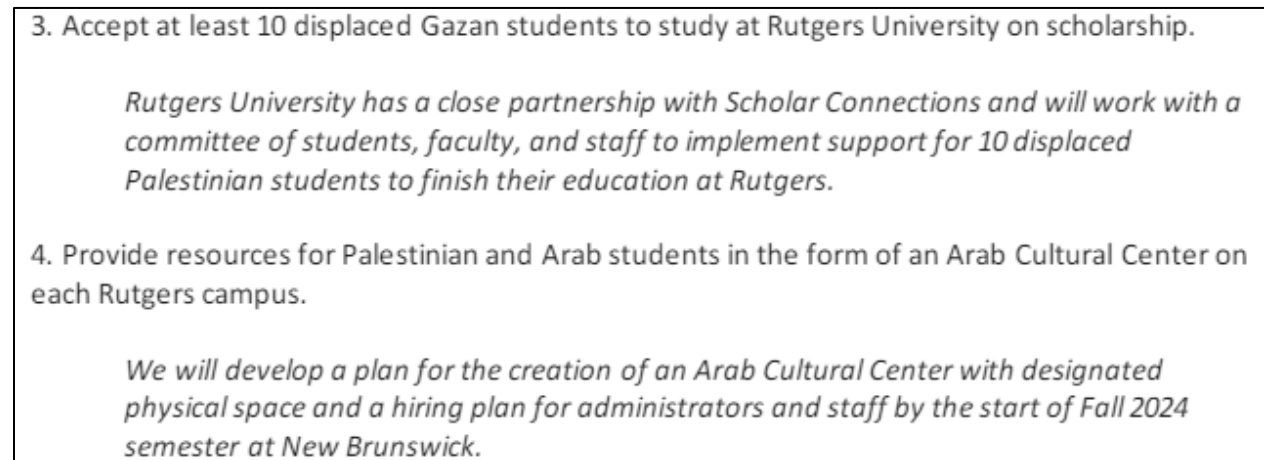 3. Accept at least 10 displaced Gazan students to study at Rutgers University on scholarship.
Rutgers University has a close partnership with Scholar Connections and will work with a
committee of students, faculty, and staff to implement support for 10 displaced
Palestinian students to finish their education at Rutgers.
4. Provide resources for Palestinian and Arab students in the form of an Arab Cultural Center on
each Rutgers campus.
We will develop a plan for the creation of an Arab Cultural Center with designated
physical space and a hiring plan for administrators and staff by the start of Fall 2024
semester at New Brunswick.